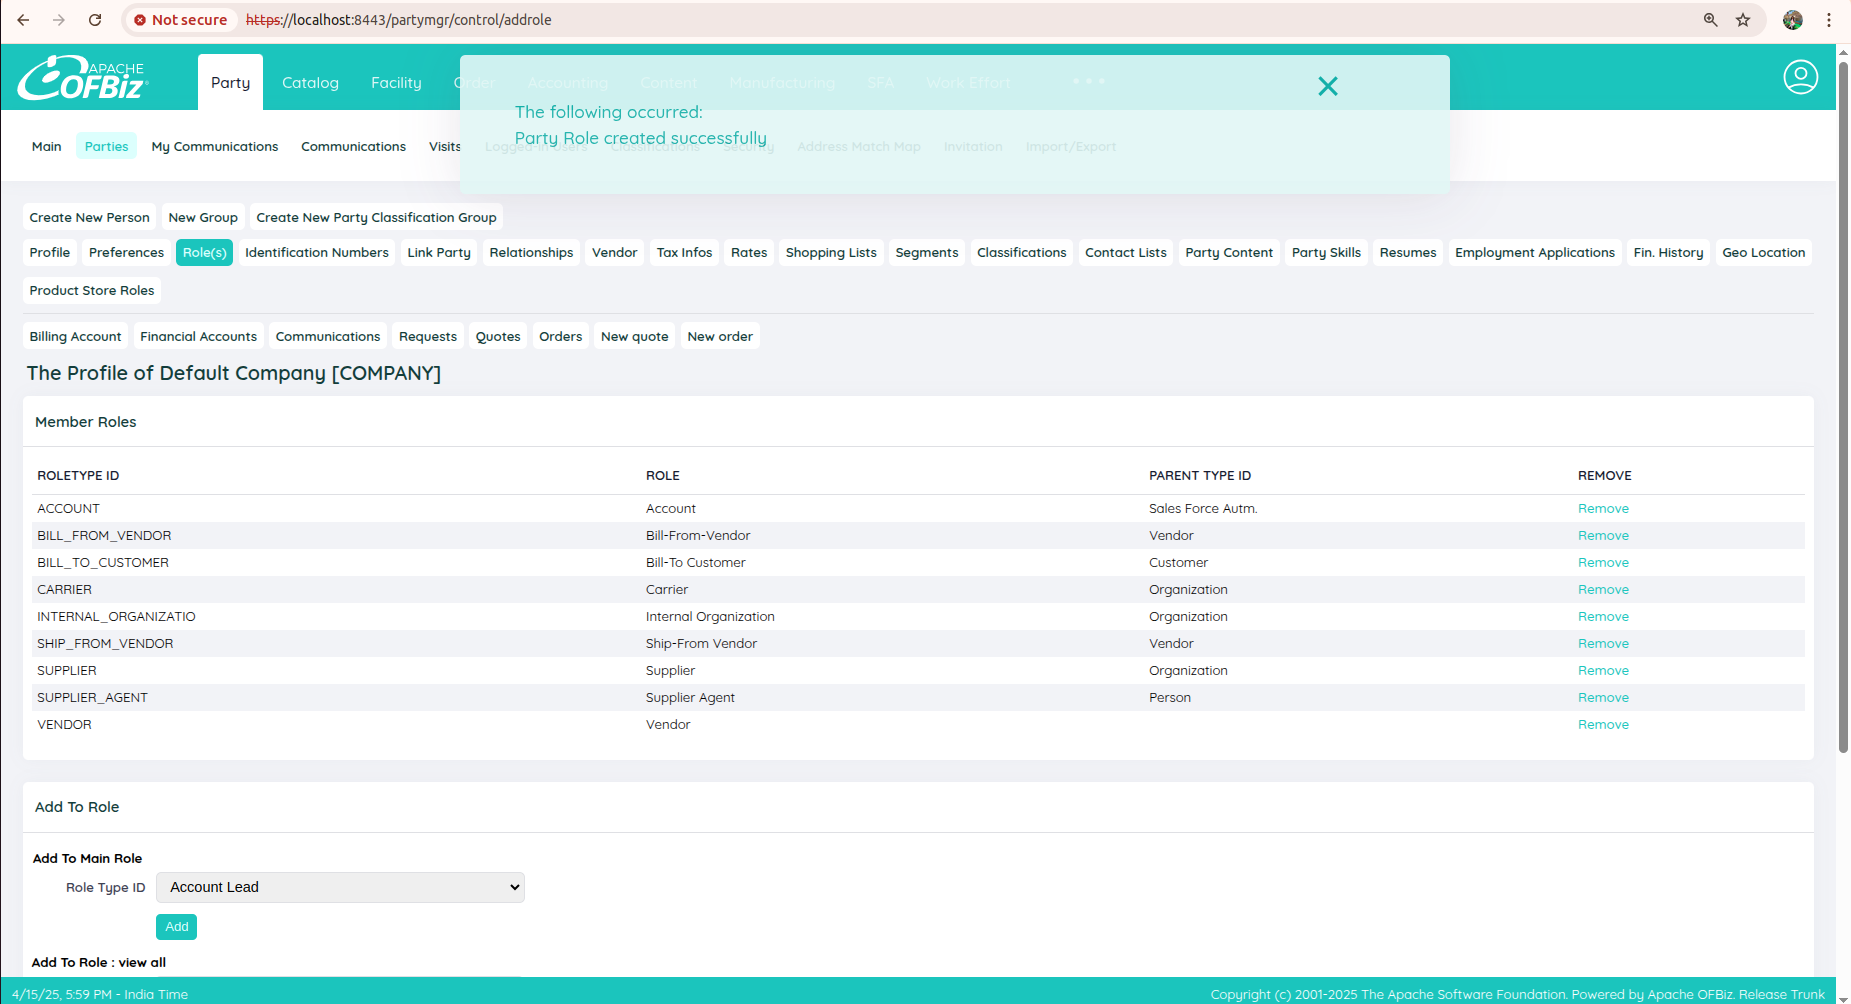 Not secure https://localhost:8443/partymgr/control/addrole
APACHE OFBiz Party Catalog Facility Order Accounting Content Manufacturing SFA Work Effort
The following occurred:
Party Role created successfully
Main Parties My Communications Communications Visits Logged-in Users Classifications Security Address Match Map Invitation Import/Export
Create New Person New Group Create New Party Classification Group
Profile Preferences Role(s) Identification Numbers Link Party Relationships Vendor Tax Infos Rates Shopping Lists Segments Classifications Contact Lists Party Content Party Skills Resumes Employment Applications Fin. History Geo Location
Product Store Roles
Billing Account Financial Accounts Communications Requests Quotes Orders New quote New order
The Profile of Default Company [COMPANY]
Member Roles
ROLETYPE ID ROLE PARENT TYPE ID REMOVE
ACCOUNT Account Sales Force Autm. Remove
BILL_FROM_VENDOR Bill-From-Vendor Vendor Remove
BILL_TO_CUSTOMER Bill-To Customer Customer Remove
CARRIER Carrier Organization Remove
INTERNAL_ORGANIZATIO Internal Organization Organization Remove
SHIP_FROM_VENDOR Ship-From Vendor Vendor Remove
SUPPLIER Supplier Organization Remove
SUPPLIER_AGENT Supplier Agent Person Remove
VENDOR Vendor Remove
Add To Role
Add To Main Role
Role Type ID Account Lead
Add
Add To Role : view all
4/15/25, 5:59 PM - India Time Copyright (c) 2001-2025 The Apache Software Foundation. Powered by Apache OFBiz. Release Trunk